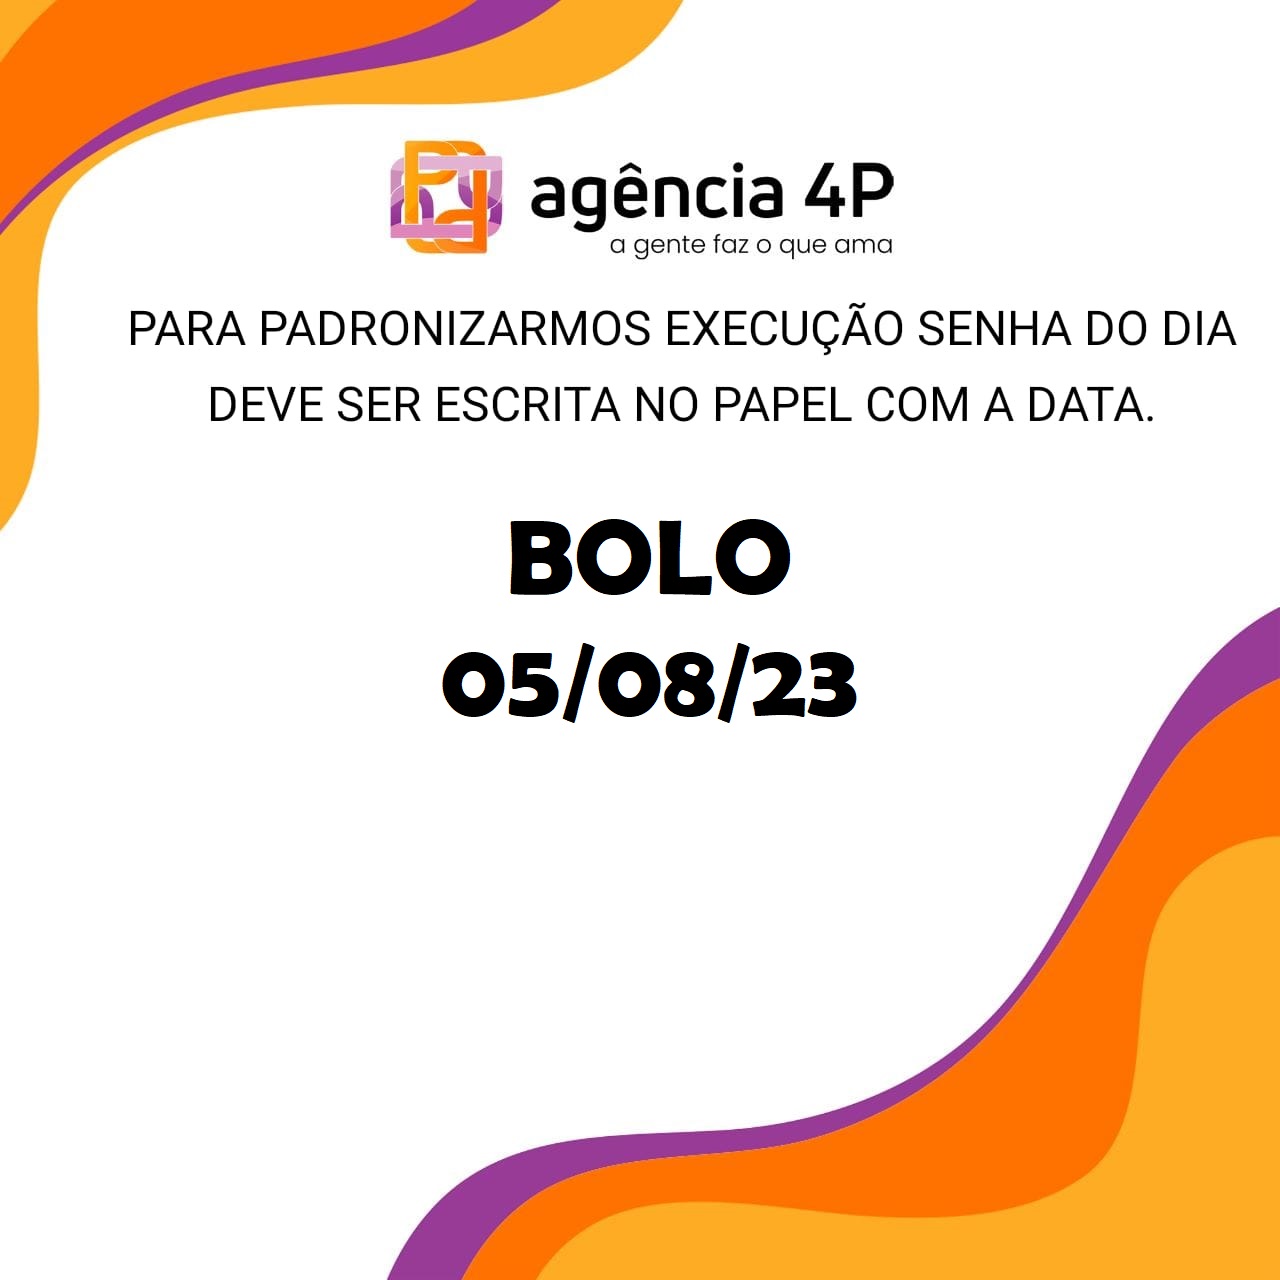 agência 4P
a gente faz o que ama
PARA PADRONIZARMOS EXECUÇÃO SENHA DO DIA
DEVE SER ESCRITA NO PAPEL COM A DATA.
BOLO
05/08/23